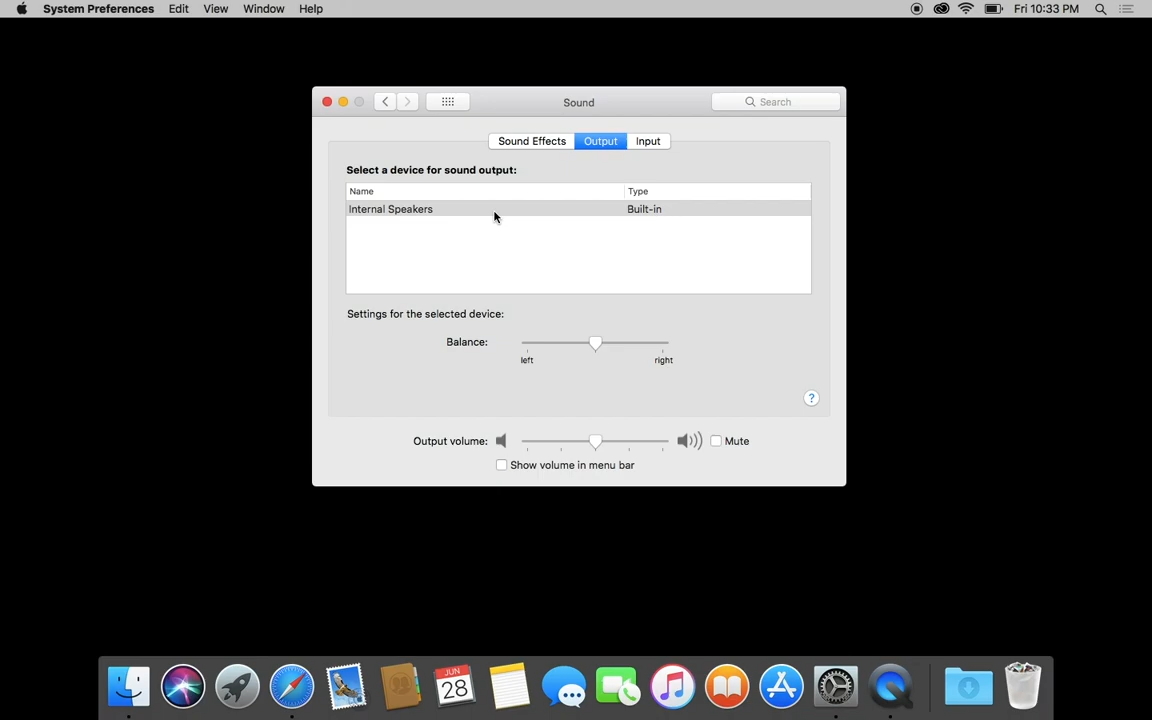 System Preferences Edit View Window Help Fri 10:33 PM
Sound Search
Sound Effects Output Input
Select a device for sound output:
Name Type
Internal Speakers Built-in
Settings for the selected device:
Balance:
left right
?
Output volume: Mute
Show volume in menu bar
JUN
28